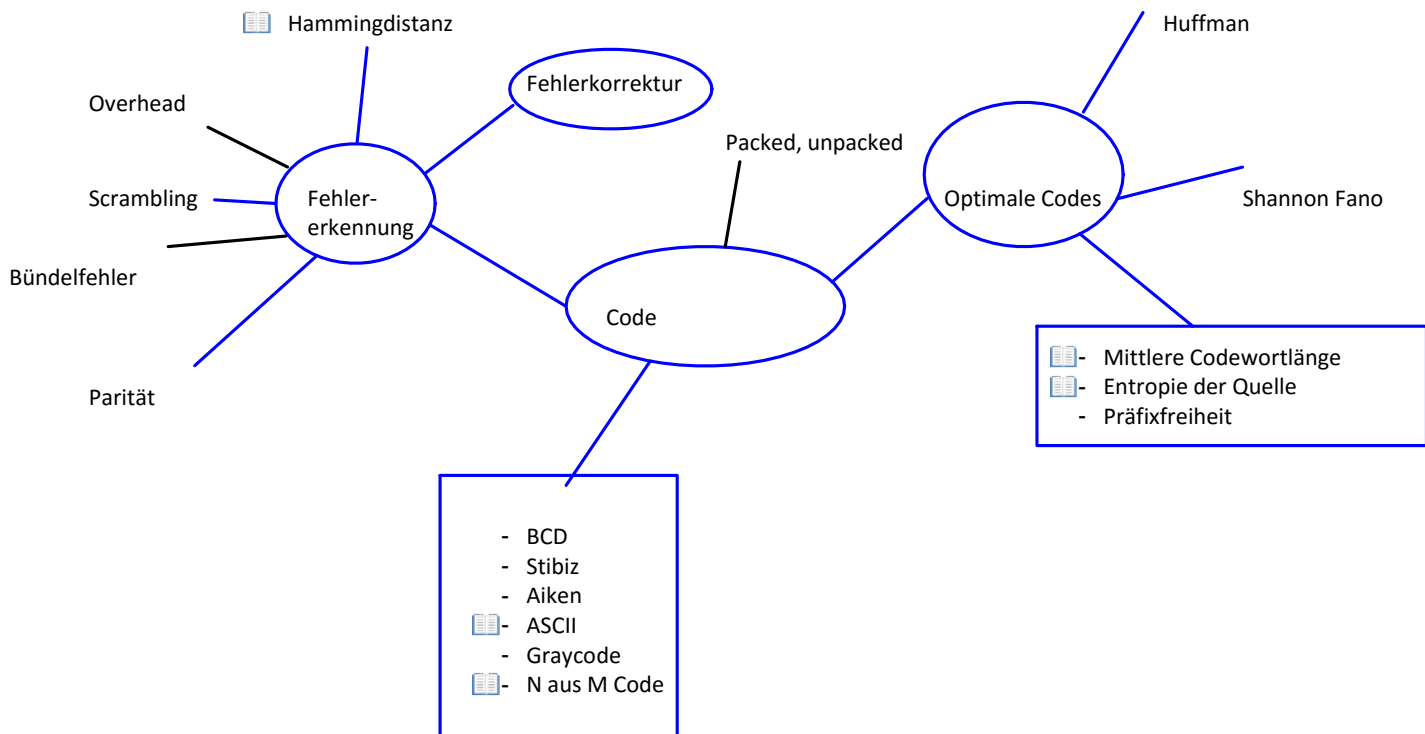 Hammingdistanz
Huffman
Fehlerkorrektur
Overhead
Packed, unpacked
Scrambling
Fehler-
erkennung
Optimale Codes
Shannon Fano
Bündelfehler
Code
Parität
- Mittlere Codewortlänge
- Entropie der Quelle
- Präfixfreiheit
- BCD
- Stibiz
- Aiken
- ASCII
- Graycode
- N aus M Code